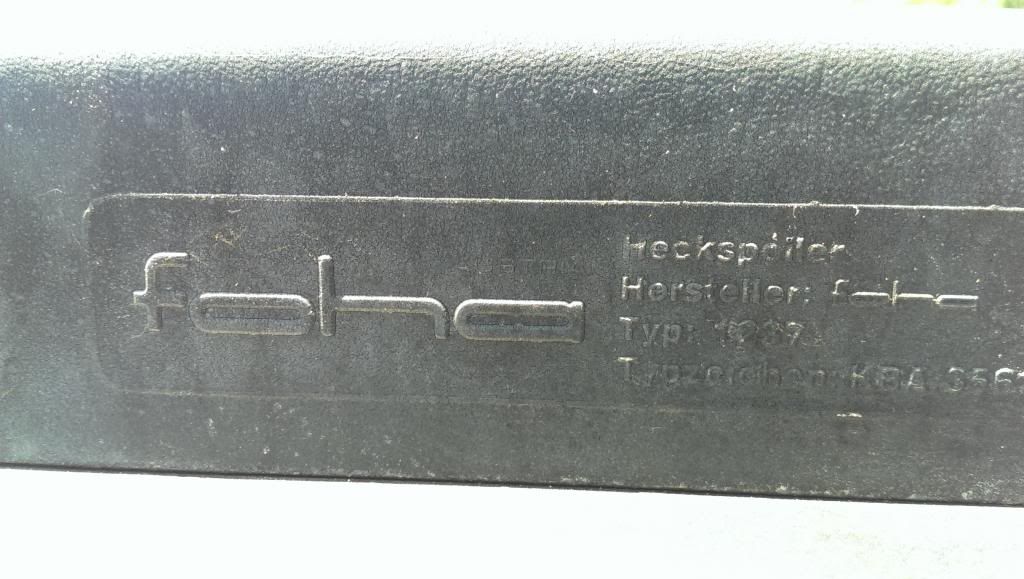 foha
Heckspoiler
Hersteller: foha
Typ:
Typzeichen: KBA